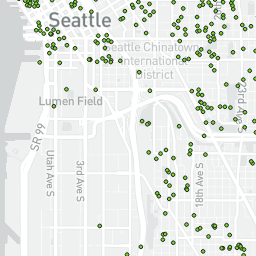 Seattle
Seattle Chinatown
International
District
Lumen Field
SR 99
Utah Ave S
3rd Ave S
18th Ave S
23rd Ave S